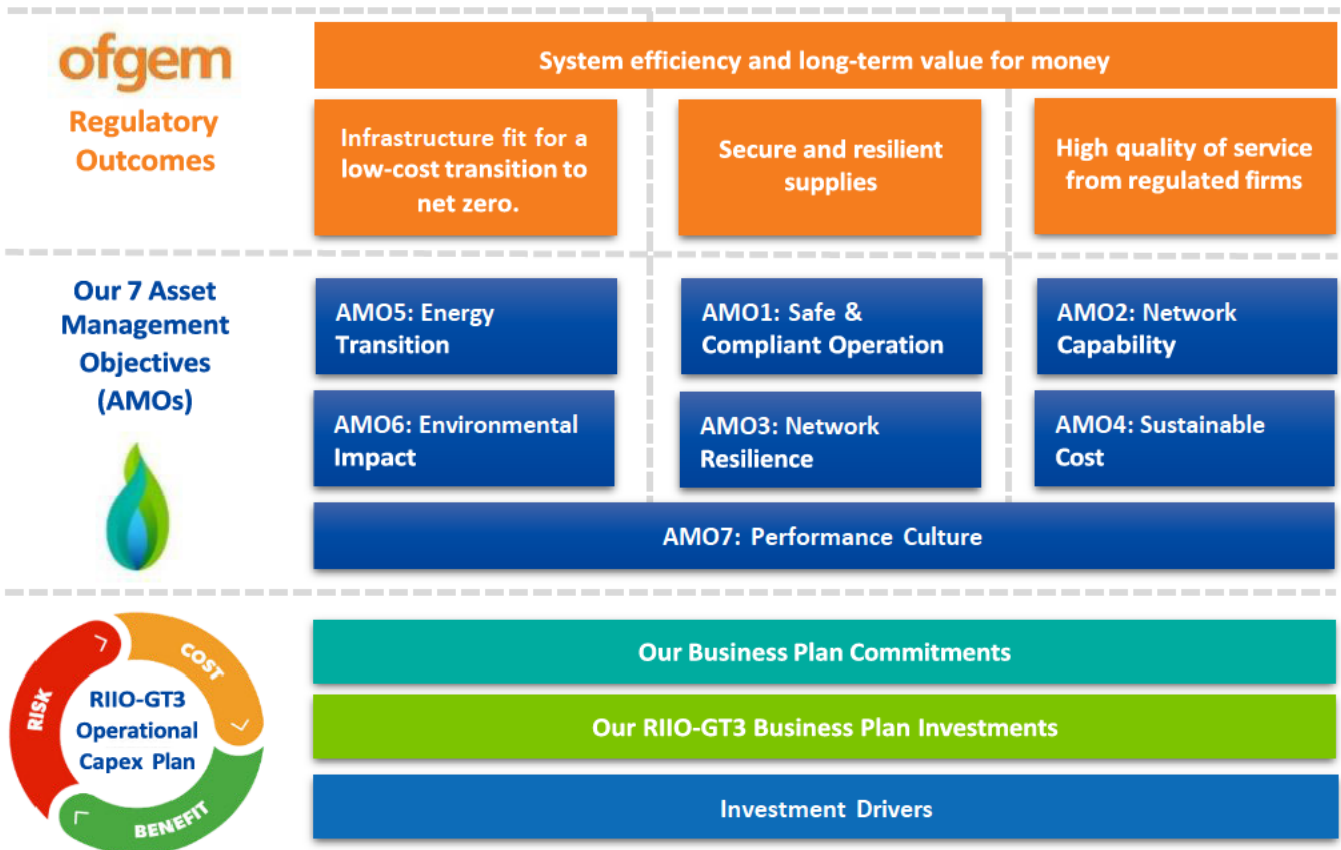 ofgem
Regulatory
Outcomes
System efficiency and long-term value for money
Infrastructure fit for a
low-cost transition to
net zero.
Secure and resilient
supplies
High quality of service
from regulated firms
Our 7 Asset
Management
Objectives
(AMOs)
AMO5: Energy
Transition
AMO1: Safe &
Compliant Operation
AMO2: Network
Capability
AMO6: Environmental
Impact
AMO3: Network
Resilience
AMO4: Sustainable
Cost
AMO7: Performance Culture
RISK
COST
BENEFIT
RIIO-GT3
Operational
Capex Plan
Our Business Plan Commitments
Our RIIO-GT3 Business Plan Investments
Investment Drivers